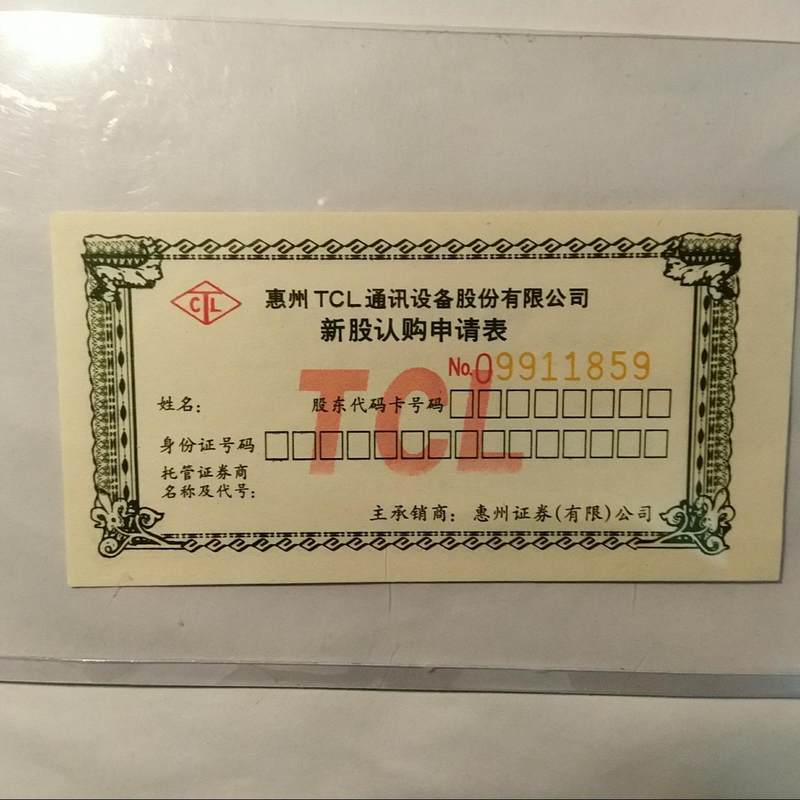 CTL
惠州TCL通讯设备股份有限公司
新股认购申请表
No.09911859
TCL
姓名： 股东代码卡号码
身份证号码
托管证券商
名称及代号：
主承销商：惠州证券(有限)公司